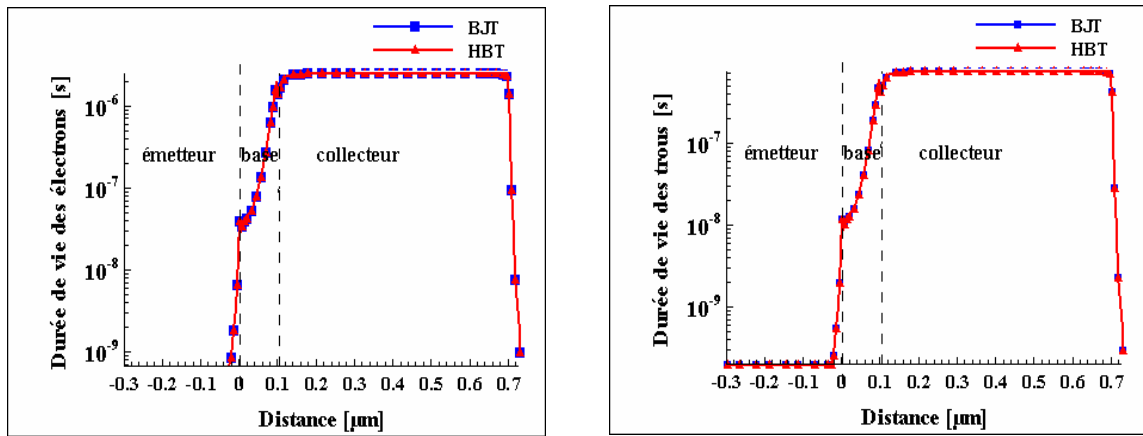 BJT
HBT
Durée de vie des électrons [s]
10⁻⁶
10⁻⁷
10⁻⁸
10⁻⁹
émetteur base collecteur
-0.3 -0.2 -0.1 0 0.1 0.2 0.3 0.4 0.5 0.6 0.7
Distance [µm]
BJT
HBT
Durée de vie des trous [s]
10⁻⁷
10⁻⁸
10⁻⁹
émetteur base collecteur
-0.3 -0.2 -0.1 0 0.1 0.2 0.3 0.4 0.5 0.6 0.7
Distance [µm]